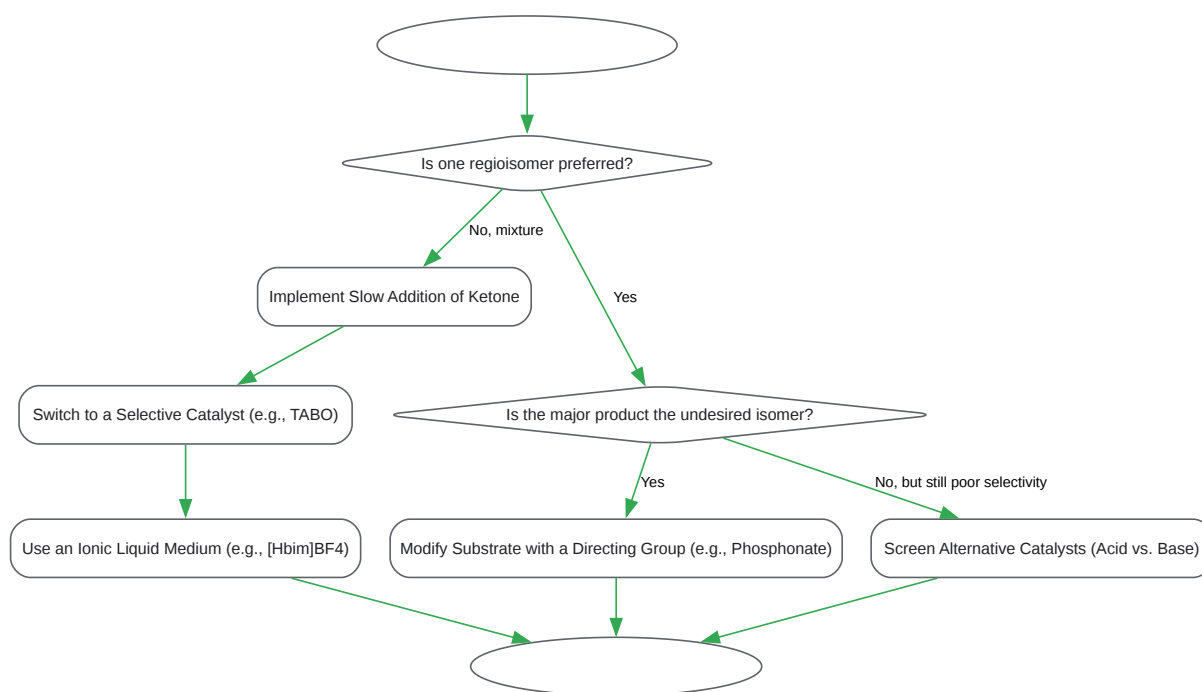 Is one regioisomer preferred?
No, mixture
Implement Slow Addition of Ketone
Yes
Switch to a Selective Catalyst (e.g., TABO)
Is the major product the undesired isomer?
Yes
No, but still poor selectivity
Use an Ionic Liquid Medium (e.g., [Hbim]BF4)
Modify Substrate with a Directing Group (e.g., Phosphonate)
Screen Alternative Catalysts (Acid vs. Base)